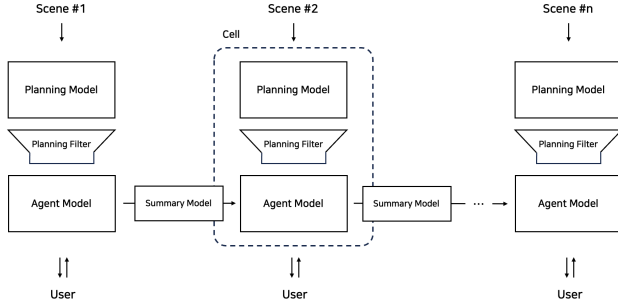 Scene #1
Scene #2
Scene #n
Cell
Planning Model
Planning Model
Planning Model
Planning Filter
Planning Filter
Planning Filter
Agent Model
Summary Model
Agent Model
Summary Model
...
Agent Model
User
User
User